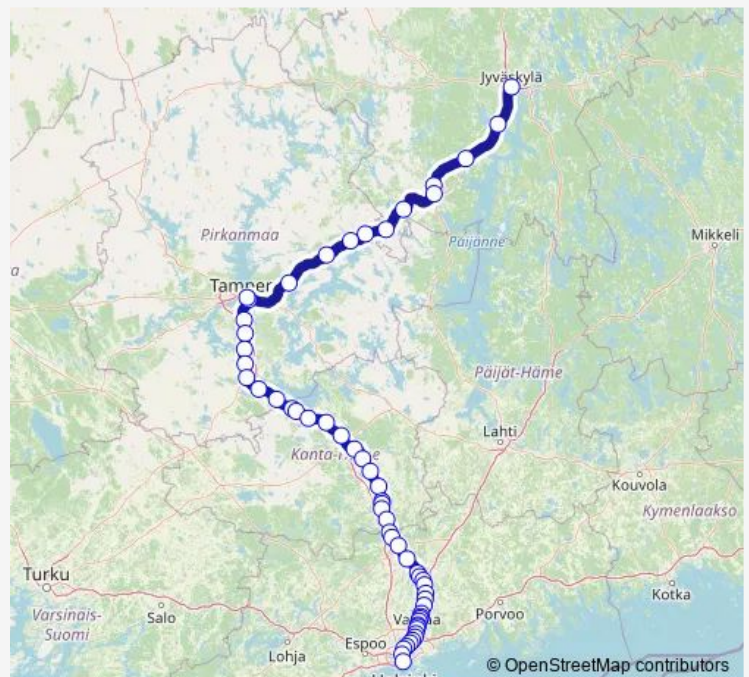 Jyväskylä
Mikkeli
Pirkanmaa
Päijänne
a
Tamper
Päijät-Häme
Lahti
Kanta-Häme
Kouvola
Kymenlaakso
Turku
Kotka
Varsinais-
Suomi
Salo
Porvoo
Espoo
Lohja
© OpenStreetMap contributors